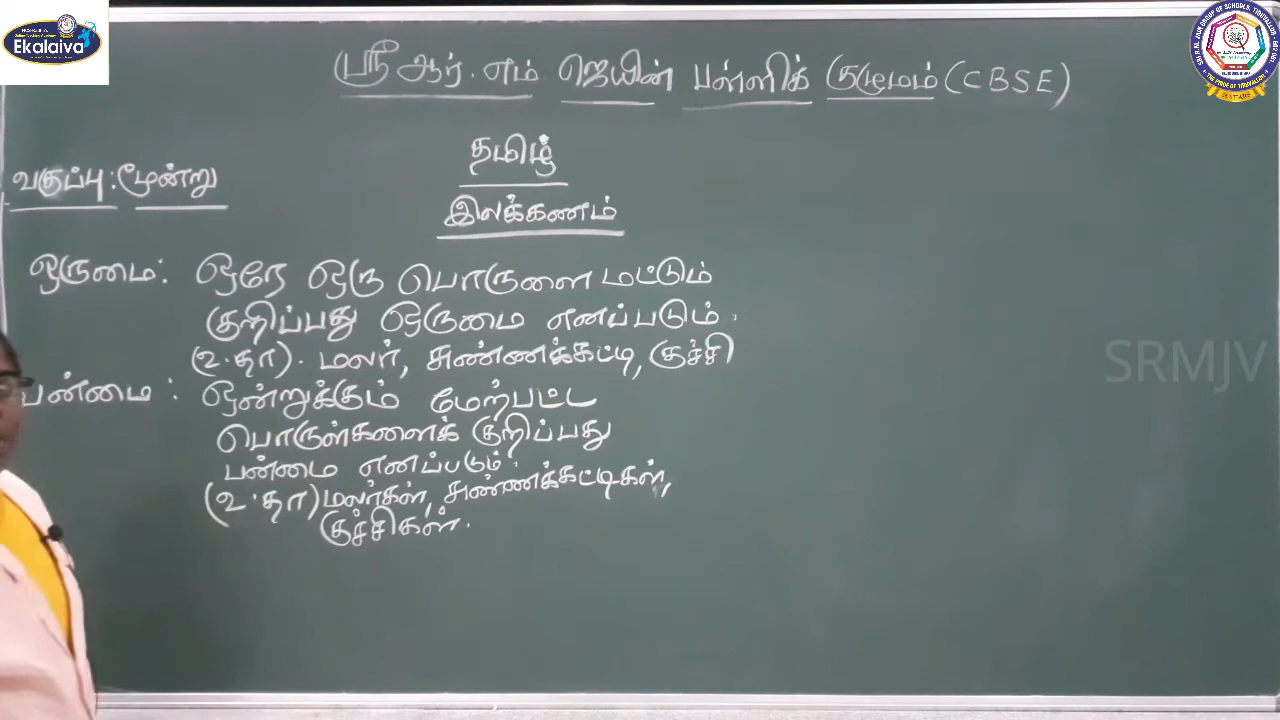 Ekalaiva
ஸ்ரீ ஆர். எம் ஜெயின் பள்ளிக் குழுமம் (CBSE)
தமிழ்
வகுப்பு : மூன்று
இலக்கணம்
ஒருமை : ஒரே ஒரு பொருளை மட்டும்
குறிப்பது ஒருமை எனப்படும்.
(உ.தா). மலர், சுண்ணக்கட்டி, குச்சி
பன்மை : ஒன்றுக்கும் மேற்பட்ட
பொருள்களைக் குறிப்பது
பன்மை எனப்படும்.
(உ.தா) மலர்கள், சுண்ணக்கட்டிகள்,
குச்சிகள்.
SRMJV